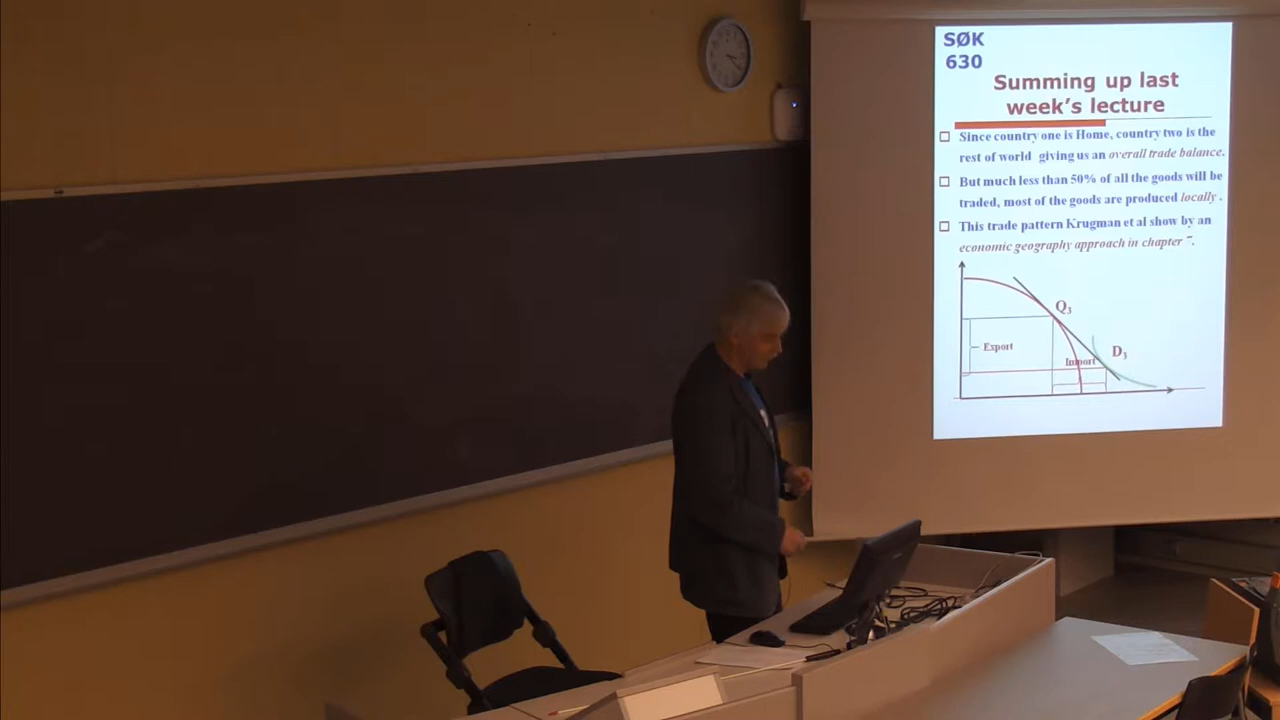 SØK
630
Summing up last
week's lecture
Since country one is Home, country two is the
rest of world giving us an overall trade balance.
But much less than 50% of all the goods will be
traded, most of the goods are produced locally .
This trade pattern Krugman et al show by an
economic geography approach in chapter
Q3
Export
Import
D3